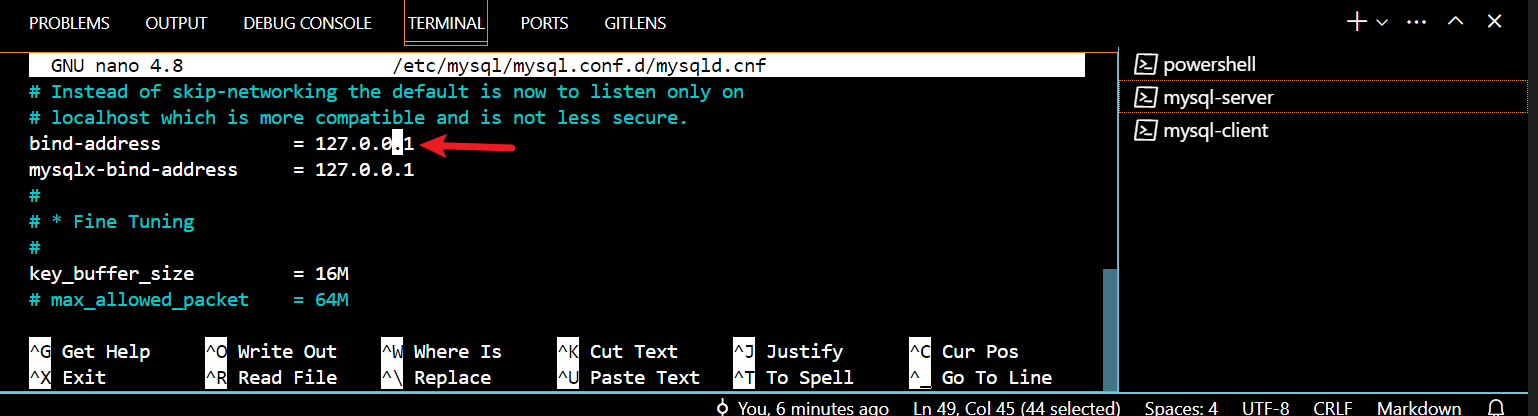 PROBLEMS OUTPUT DEBUG CONSOLE TERMINAL PORTS GITLENS
GNU nano 4.8 /etc/mysql/mysql.conf.d/mysqld.cnf
# Instead of skip-networking the default is now to listen only on
# localhost which is more compatible and is not less secure.
bind-address = 127.0.0.1
mysqlx-bind-address = 127.0.0.1
#
# * Fine Tuning
#
key_buffer_size = 16M
# max_allowed_packet = 64M
^G Get Help ^O Write Out ^W Where Is ^K Cut Text ^J Justify ^C Cur Pos
^X Exit ^R Read File ^\ Replace ^U Paste Text ^T To Spell ^_ Go To Line
powershell
mysql-server
mysql-client
You, 6 minutes ago Ln 49, Col 45 (44 selected) Spaces: 4 UTF-8 CRLF Markdown